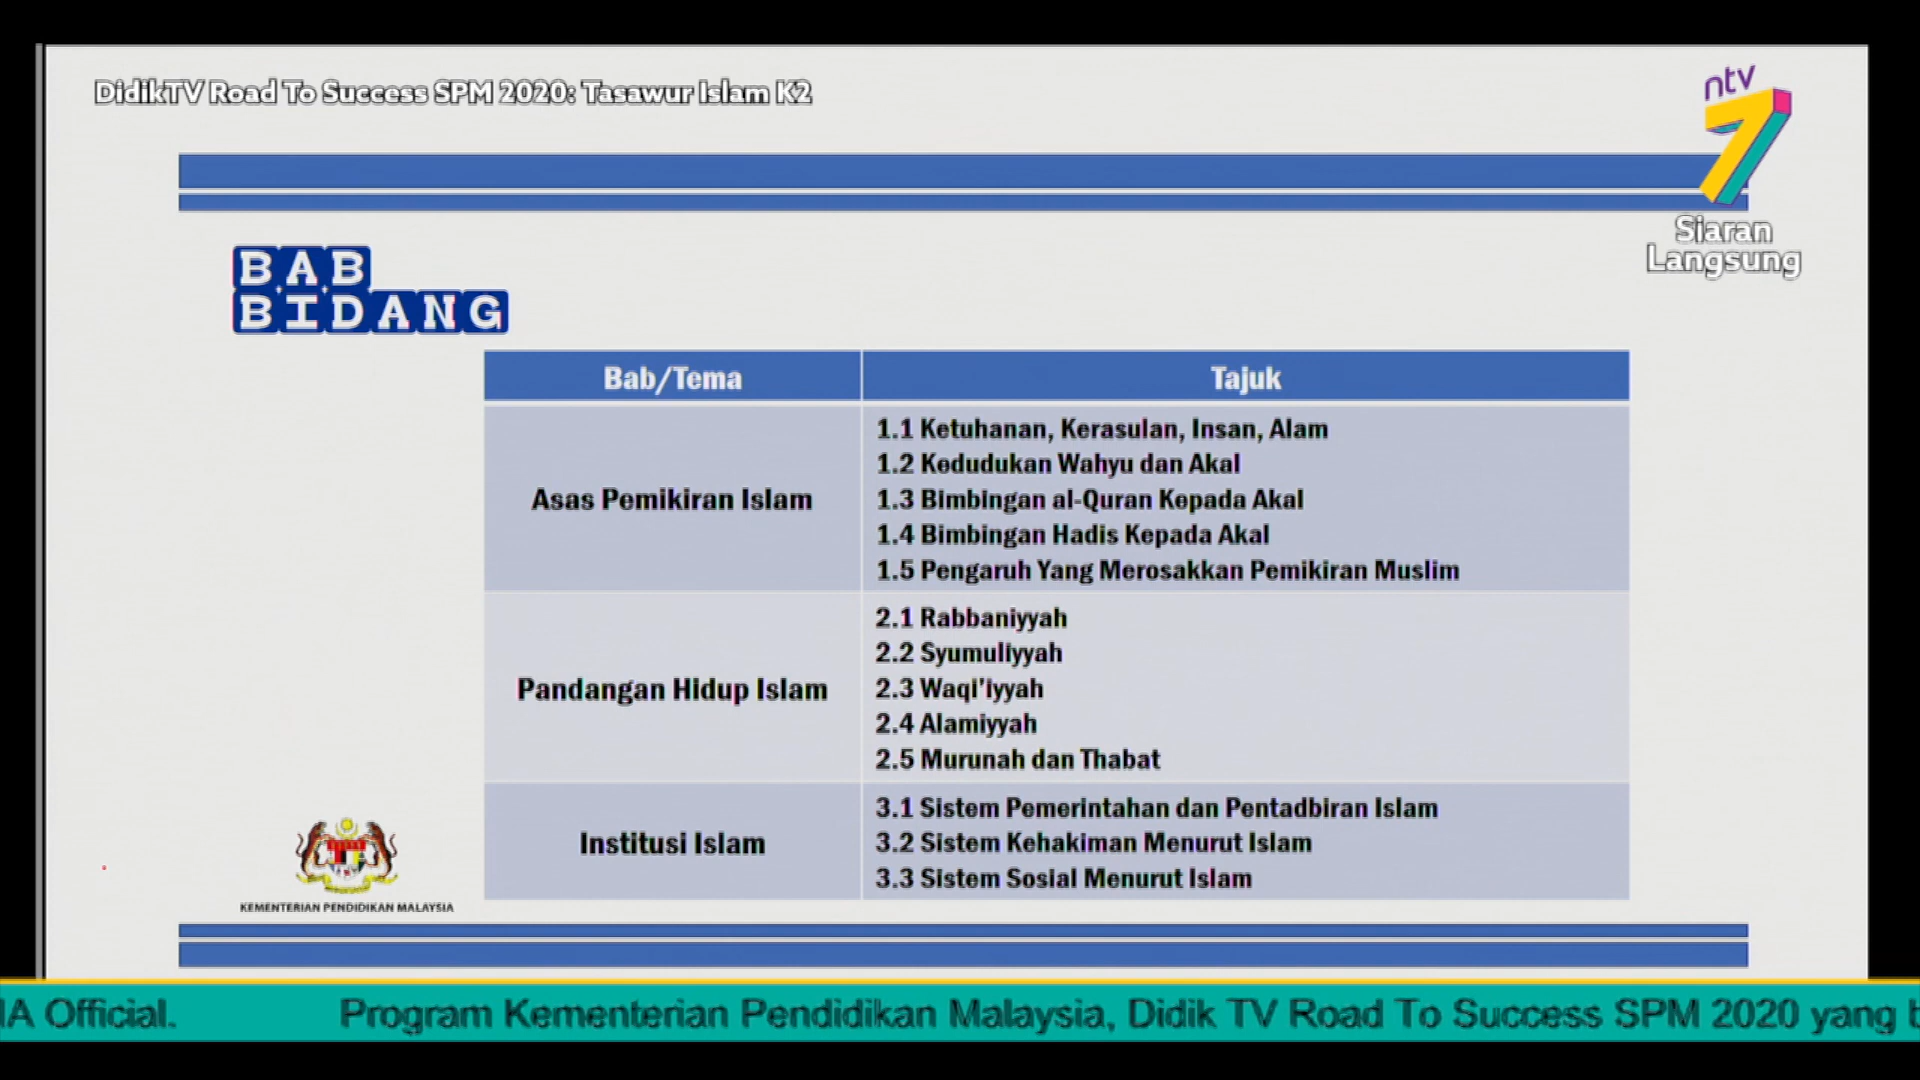 DidikTV Road To Success SPM 2020: Tasawur Islam K2
ntv
7
Siaran
Langsung
BAB
BIDANG
Bab/Tema
Tajuk
Asas Pemikiran Islam
1.1 Ketuhanan, Kerasulan, Insan, Alam
1.2 Kedudukan Wahyu dan Akal
1.3 Bimbingan al-Quran Kepada Akal
1.4 Bimbingan Hadis Kepada Akal
1.5 Pengaruh Yang Merosakkan Pemikiran Muslim
Pandangan Hidup Islam
2.1 Rabbaniyyah
2.2 Syumuliyyah
2.3 Waqi'iyyah
2.4 Alamiyyah
2.5 Murunah dan Thabat
Institusi Islam
3.1 Sistem Pemerintahan dan Pentadbiran Islam
3.2 Sistem Kehakiman Menurut Islam
3.3 Sistem Sosial Menurut Islam
KEMENTERIAN PENDIDIKAN MALAYSIA
IA Official. Program Kementerian Pendidikan Malaysia, Didik TV Road To Success SPM 2020 yang